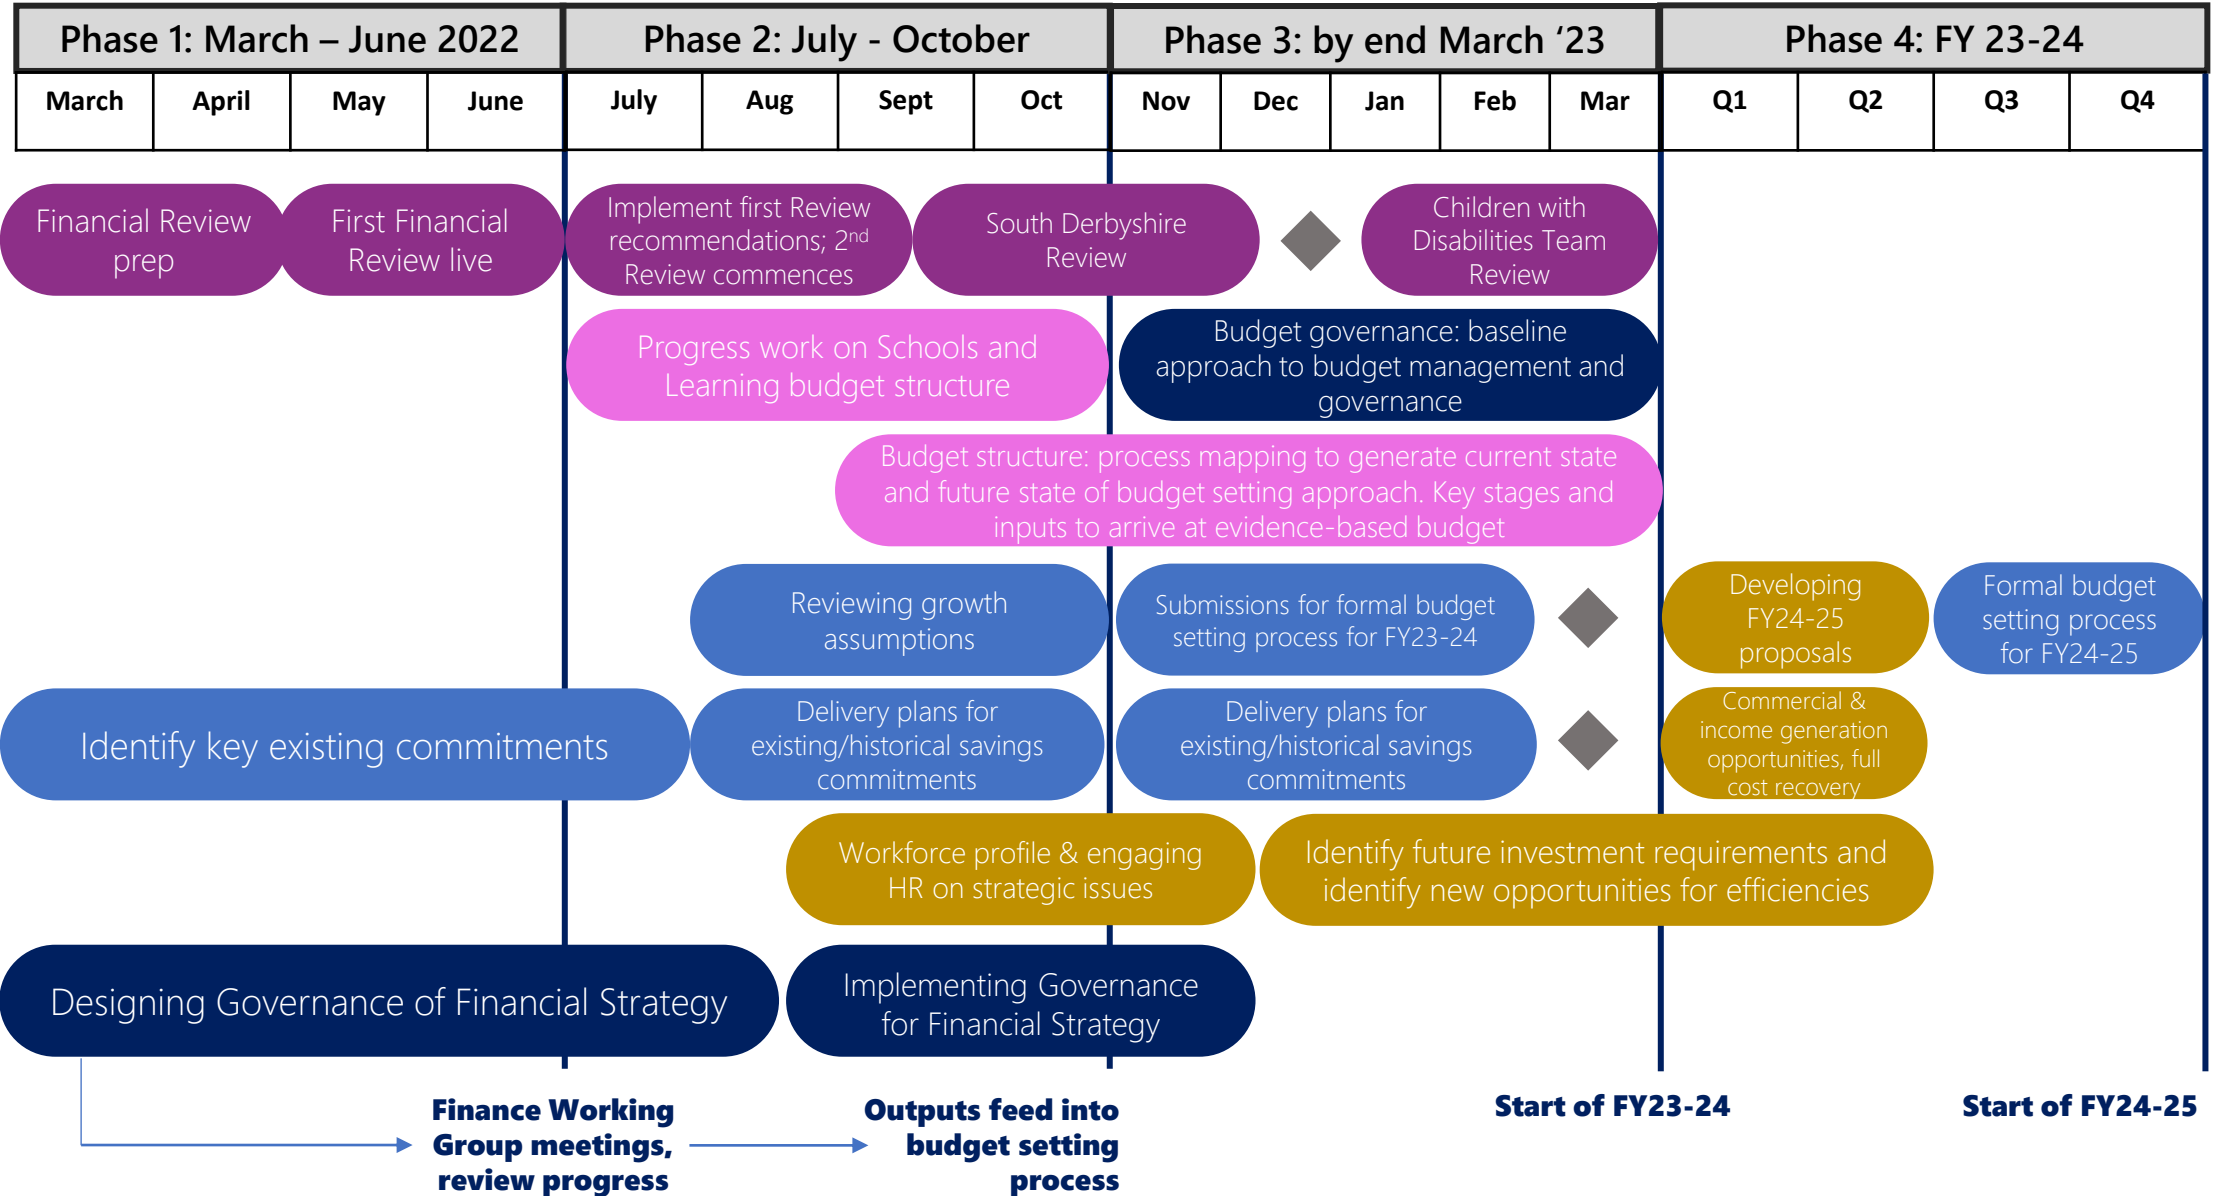 Phase 1: March – June 2022
Phase 2: July - October
Phase 3: by end March ‘23
Phase 4: FY 23-24
March
April
May
June
July
Aug
Sept
Oct
Nov
Dec
Jan
Feb
Mar
Q1
Q2
Q3
Q4
Financial Review
prep
First Financial
Review live
Implement first Review
recommendations; 2nd
Review commences
South Derbyshire
Review
Children with
Disabilities Team
Review
Progress work on Schools and
Learning budget structure
Budget governance: baseline
approach to budget management and
governance
Budget structure: process mapping to generate current state
and future state of budget setting approach. Key stages and
inputs to arrive at evidence-based budget
Reviewing growth
assumptions
Submissions for formal budget
setting process for FY23-24
Developing
FY24-25
proposals
Formal budget
setting process
for FY24-25
Identify key existing commitments
Delivery plans for
existing/historical savings
commitments
Delivery plans for
existing/historical savings
commitments
Commercial &
income generation
opportunities, full
cost recovery
Workforce profile & engaging
HR on strategic issues
Identify future investment requirements and
identify new opportunities for efficiencies
Designing Governance of Financial Strategy
Implementing Governance
for Financial Strategy
Finance Working
Group meetings,
review progress
Outputs feed into
budget setting
process
Start of FY23-24
Start of FY24-25